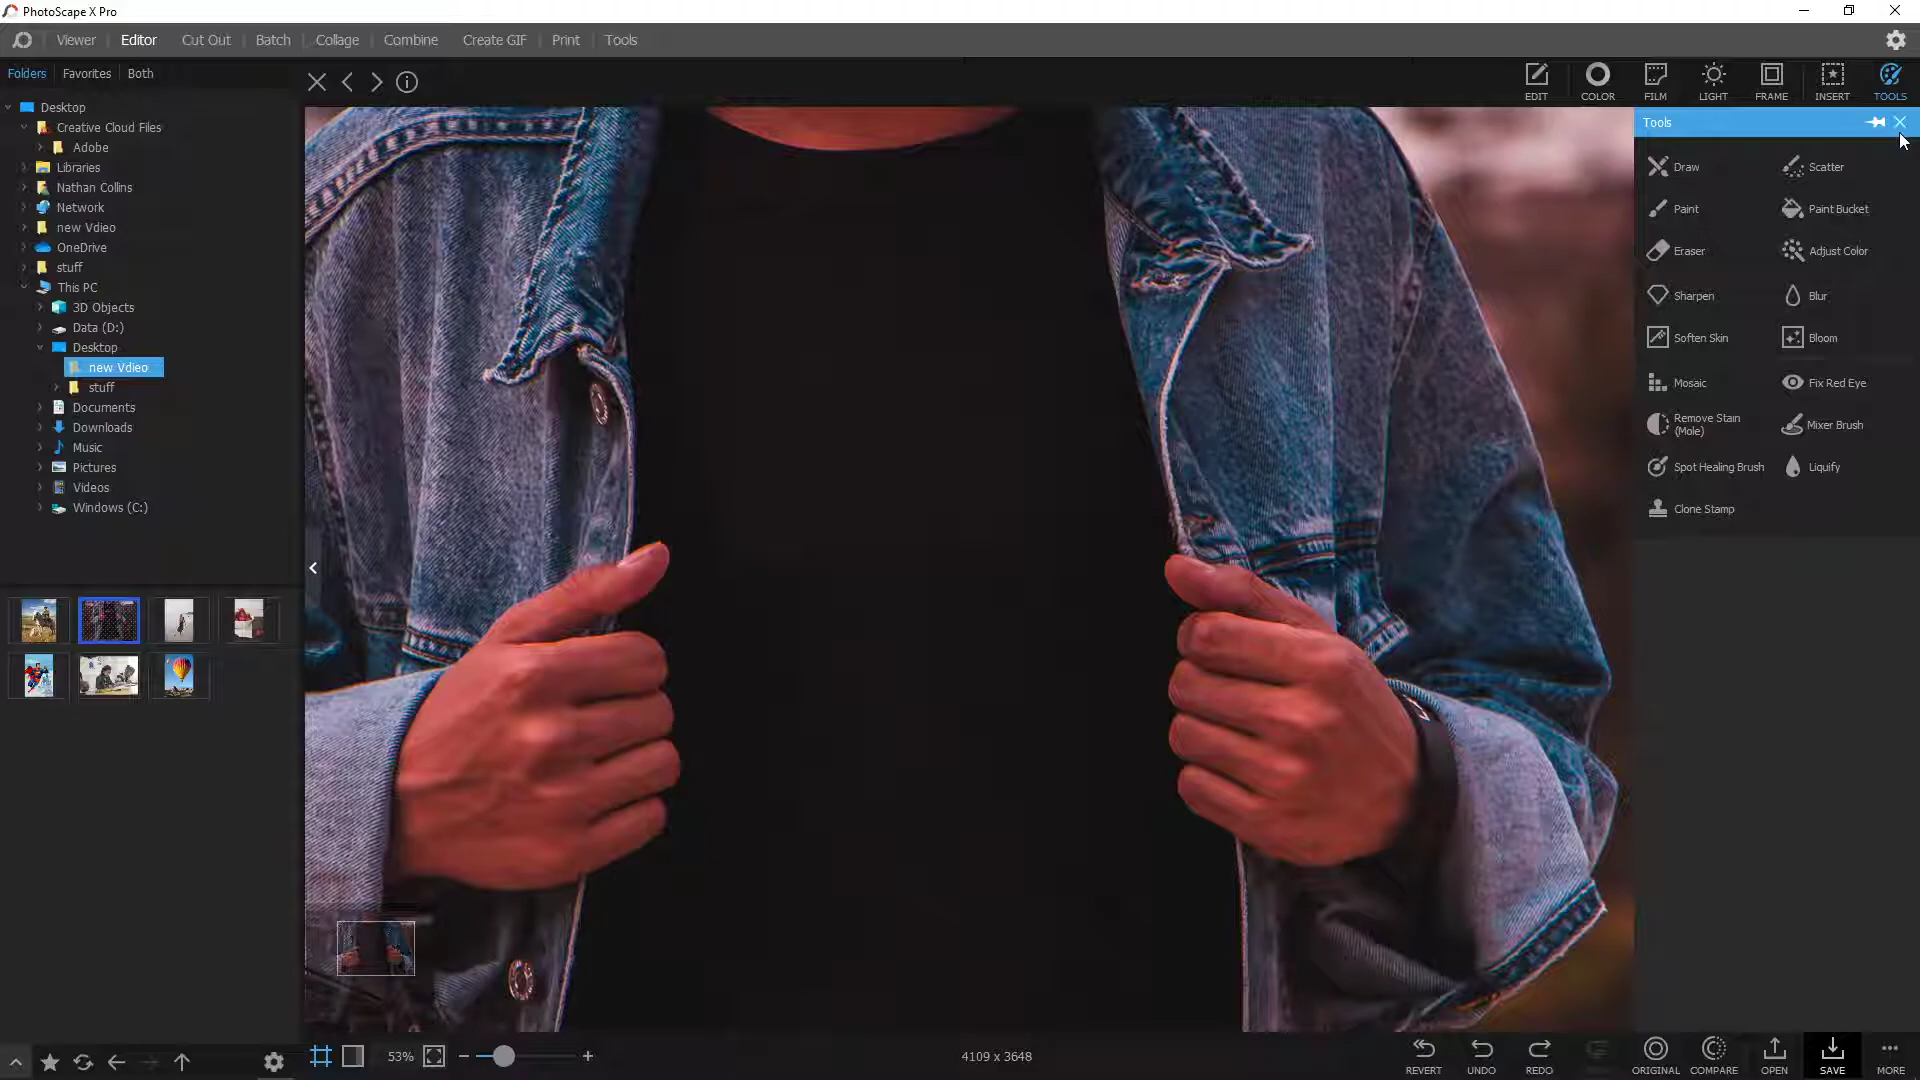 PhotoScape X Pro
Viewer Editor Cut Out Batch Collage Combine Create GIF Print Tools
Folders Favorites Both
EDIT COLOR FILM LIGHT FRAME INSERT TOOLS
Desktop
Creative Cloud Files
Adobe
Libraries
Nathan Collins
Network
new Vdieo
OneDrive
stuff
This PC
3D Objects
Data (D:)
Desktop
new Vdieo
stuff
Documents
Downloads
Music
Pictures
Videos
Windows (C:)
Tools
Draw Scatter
Paint Paint Bucket
Eraser Adjust Color
Sharpen Blur
Soften Skin Bloom
Mosaic Fix Red Eye
Remove Stain
(Mole)
Mixer Brush
Spot Healing Brush Liquify
Clone Stamp
53%
4109 x 3648
REVERT UNDO REDO ORIGINAL COMPARE OPEN SAVE MORE